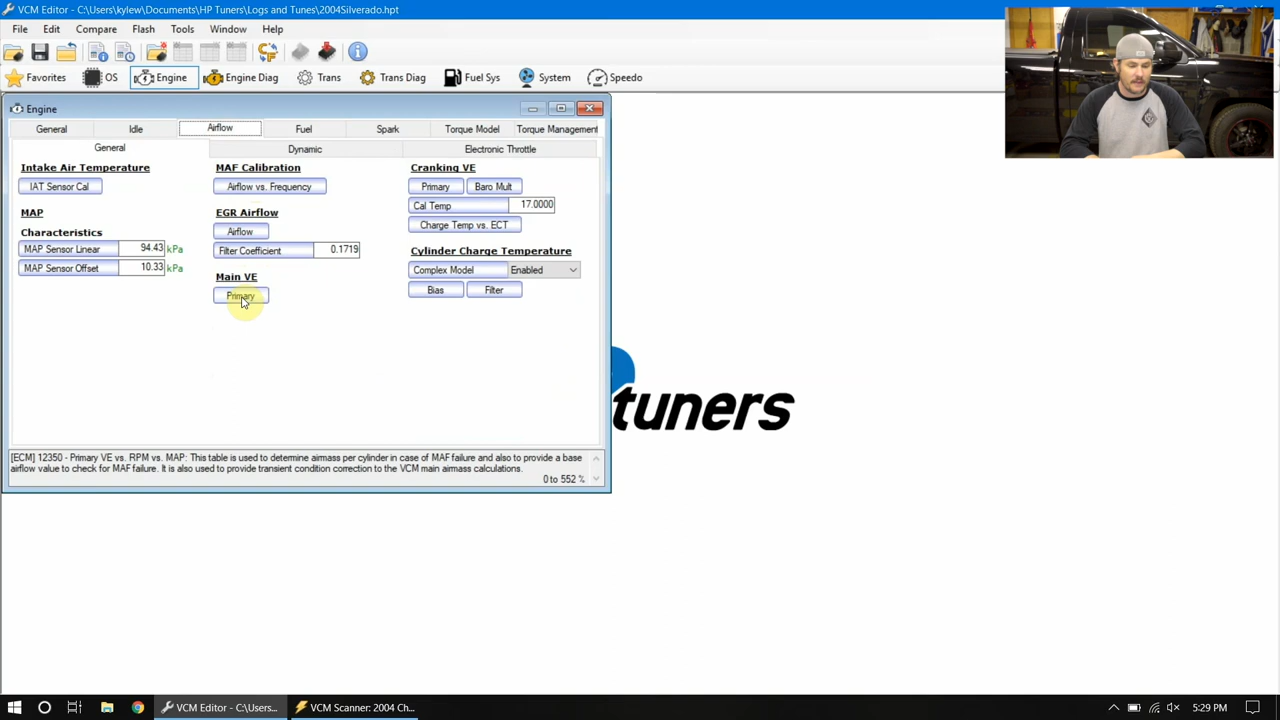 VCM Editor - C:\Users\kylew\Documents\HP Tuners\Logs and Tunes\2004Silverado.hpt
File Edit Compare Flash Tools Window Help
Favorites OS Engine Engine Diag Trans Trans Diag Fuel Sys System Speedo
Engine
General Idle Airflow Fuel Spark Torque Model Torque Management
General Dynamic Electronic Throttle
Intake Air Temperature
IAT Sensor Cal
MAP
Characteristics
MAP Sensor Linear 94.43 kPa
MAP Sensor Offset 10.33 kPa
MAF Calibration
Airflow vs. Frequency
EGR Airflow
Airflow
Filter Coefficient 0.1719
Main VE
Primary
Cranking VE
Primary Baro Mult
Cal Temp 17.0000
Charge Temp vs. ECT
Cylinder Charge Temperature
Complex Model Enabled
Bias Filter
tuners
[ECM] 12350 - Primary VE vs. RPM vs. MAP: This table is used to determine airmass per cylinder in case of MAF failure and also to provide a base
airflow value to check for MAF failure. It is also used to provide transient condition correction to the VCM main airmass calculations.
0 to 552 %
VCM Editor - C:\Users... VCM Scanner: 2004 Ch... 5:29 PM